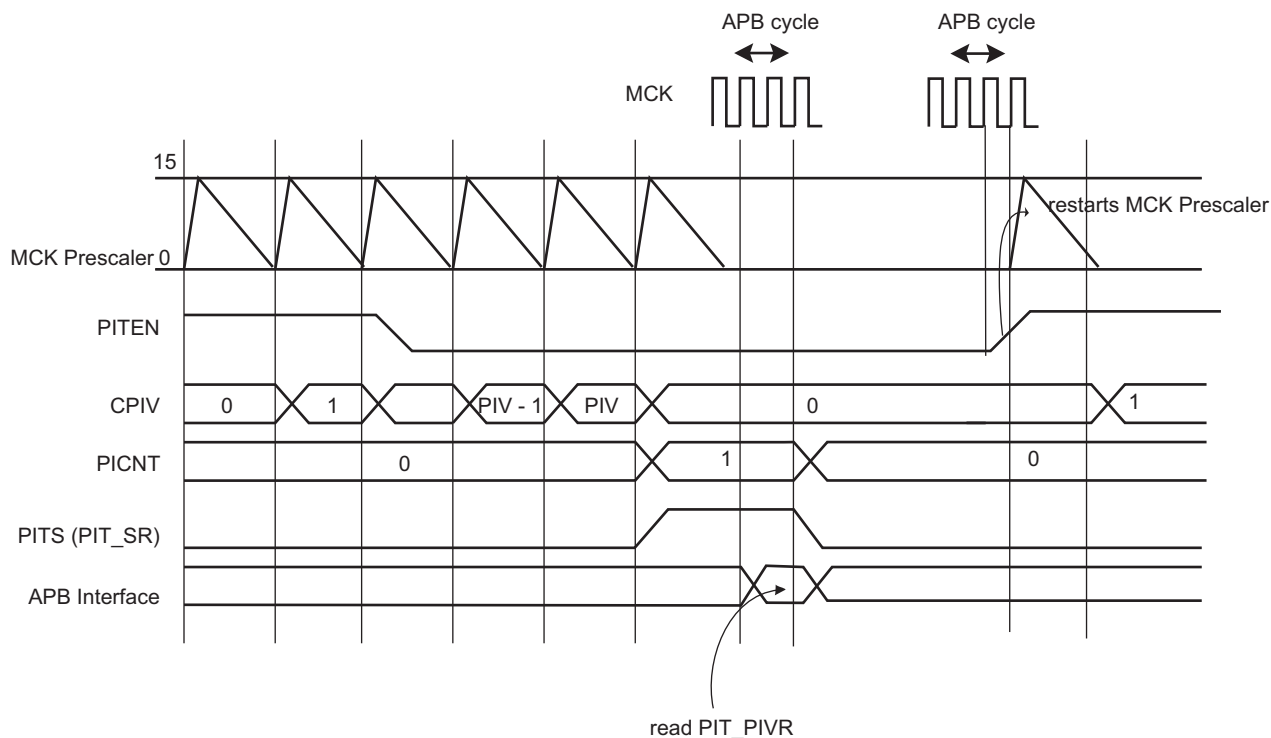 APB cycle APB cycle
MCK
15
restarts MCK Prescaler
MCK Prescaler 0
PITEN
CPIV 0 1 PIV - 1 PIV 0 1
PICNT 0 1 0
PITS (PIT_SR)
APB Interface
read PIT_PIVR